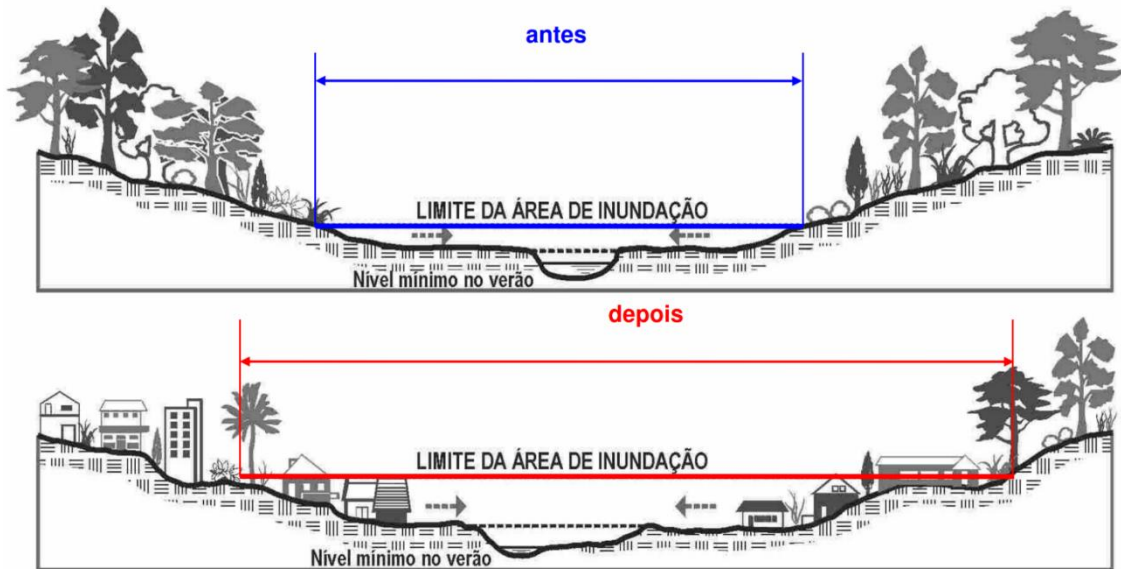 antes
LIMITE DA ÁREA DE INUNDAÇÃO
Nível mínimo no verão
depois
LIMITE DA ÁREA DE INUNDAÇÃO
Nível mínimo no verão